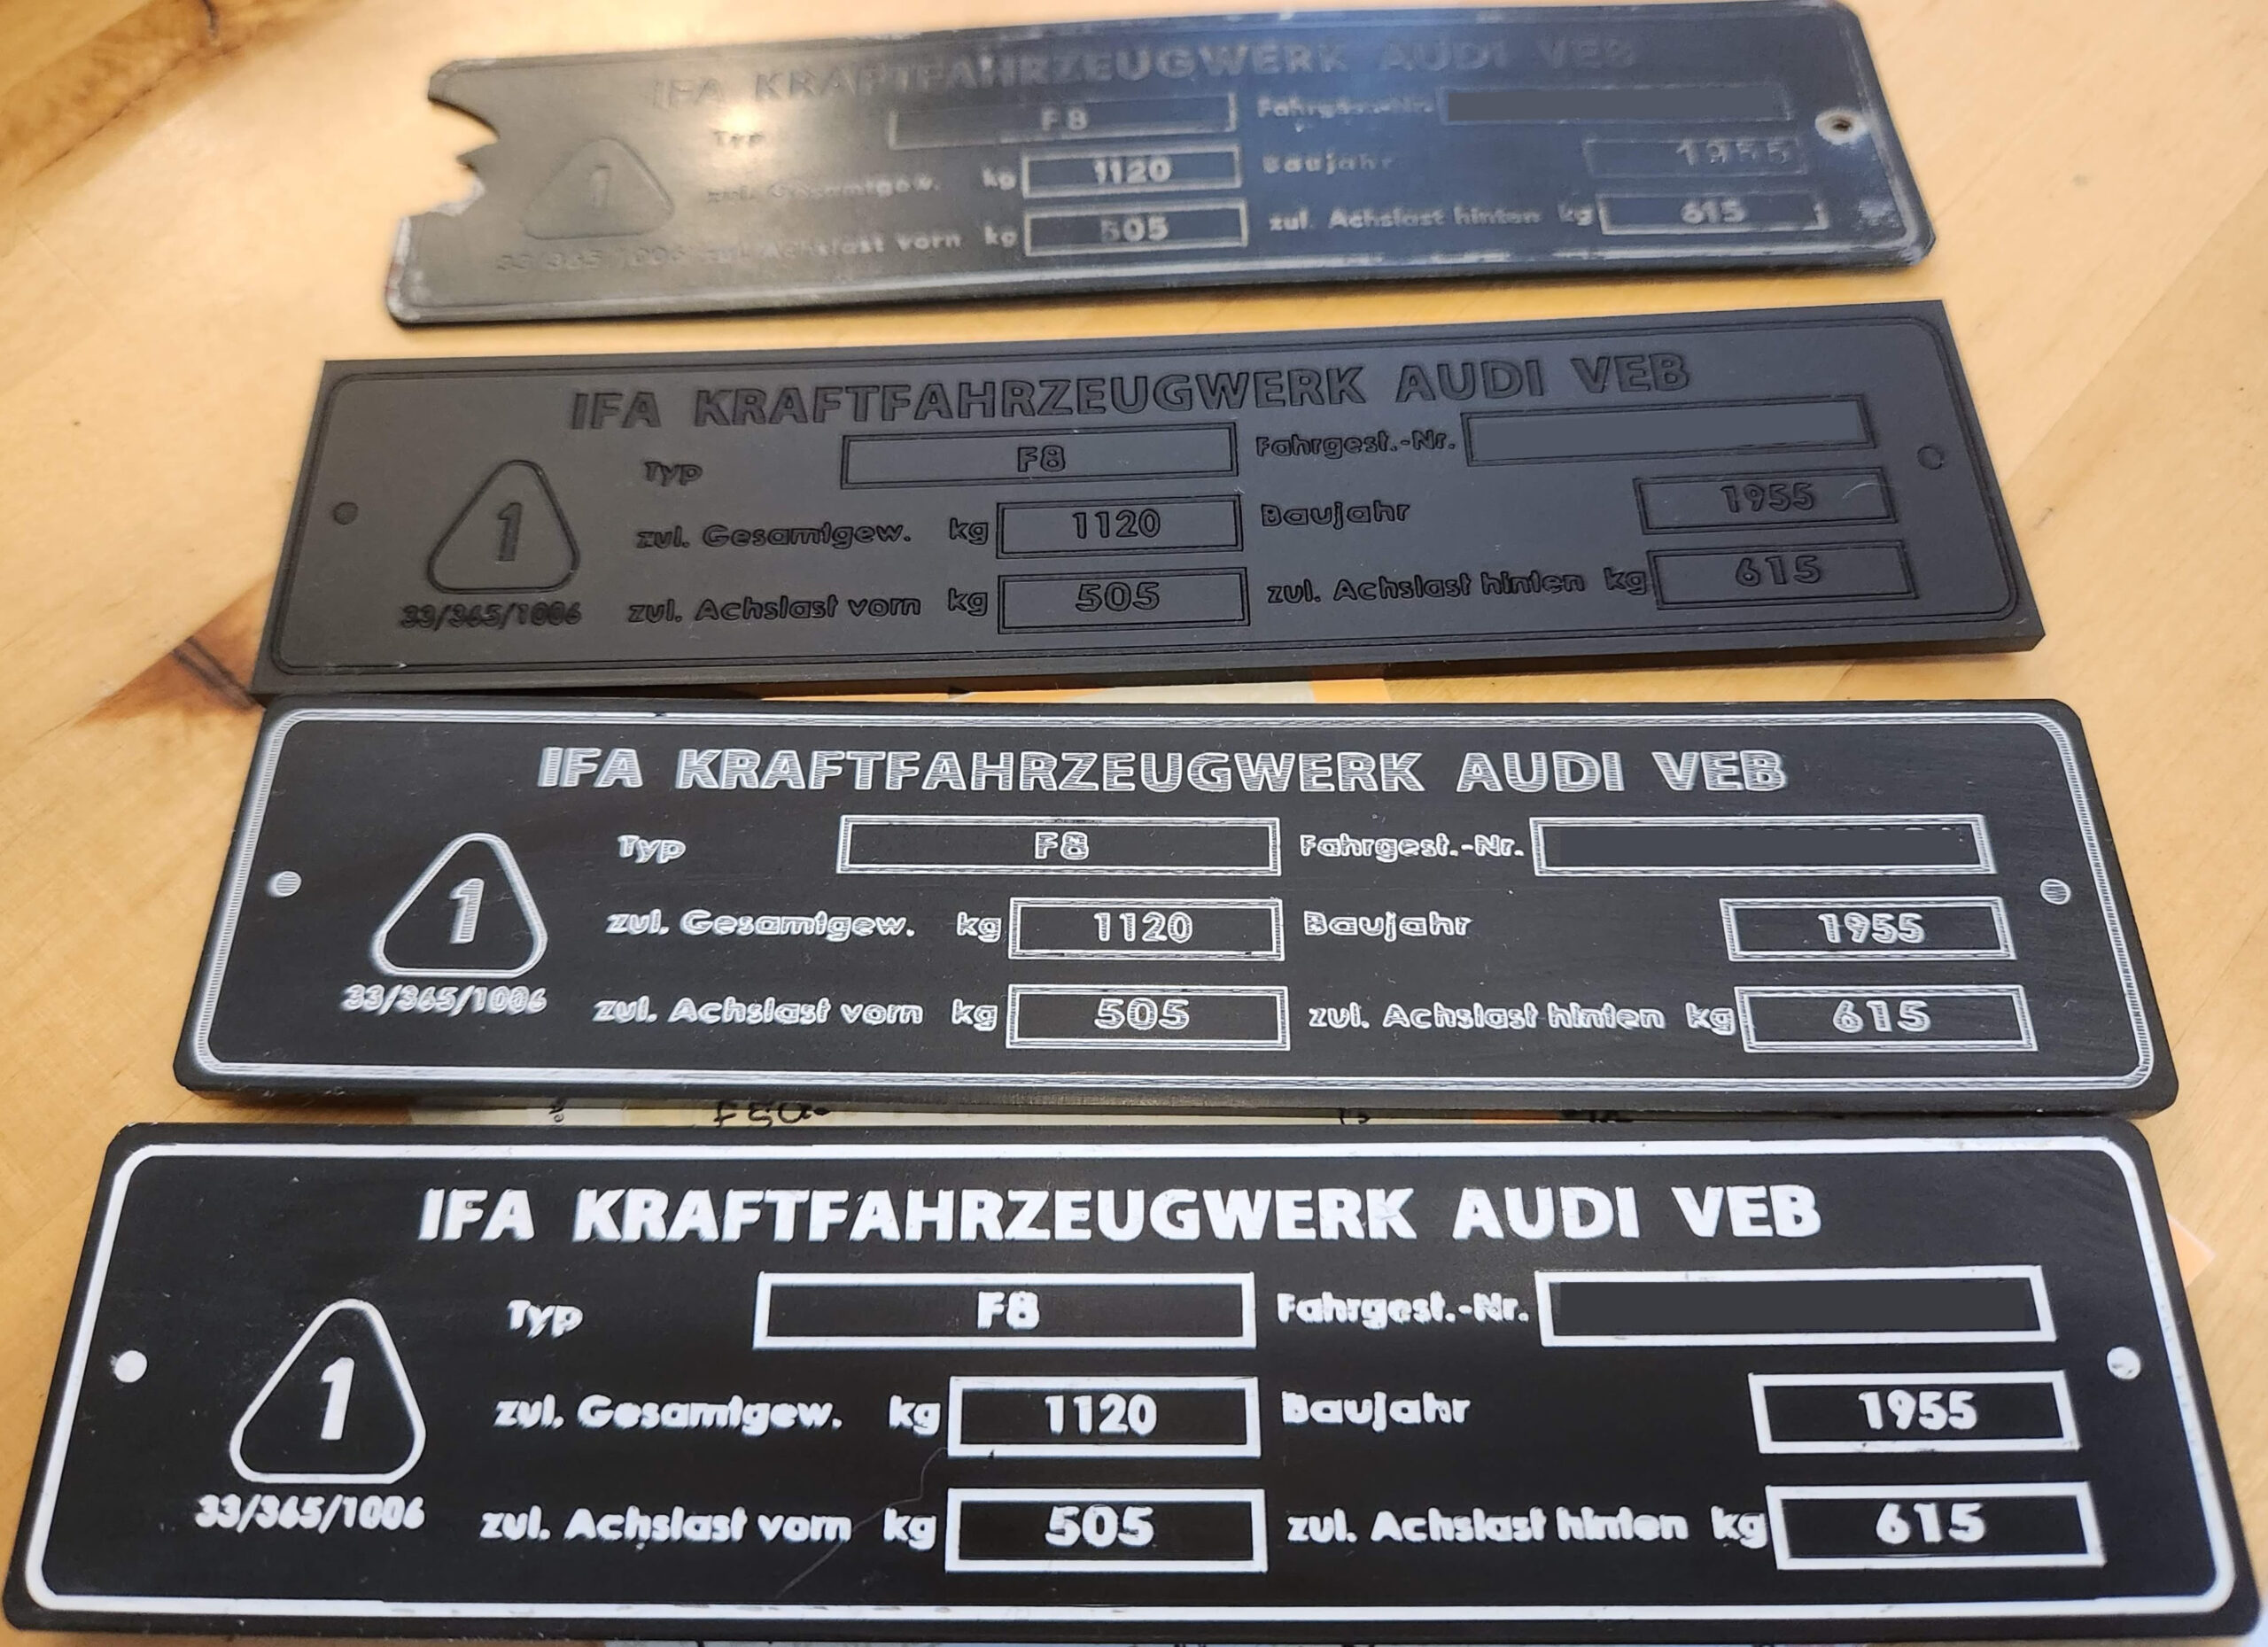 IFA KRAFTFAHRZEUGWERK AUDI VEB
Typ F8 Fahrgest.-Nr.
1 zul. Gesamtgew. kg 1120 Baujahr 1955
33/365/1006 zul. Achslast vorn kg 505 zul. Achslast hinten kg 615
IFA KRAFTFAHRZEUGWERK AUDI VEB
Typ F8 Fahrgest.-Nr.
1 zul. Gesamtgew. kg 1120 Baujahr 1955
33/365/1006 zul. Achslast vorn kg 505 zul. Achslast hinten kg 615
IFA KRAFTFAHRZEUGWERK AUDI VEB
Typ F8 Fahrgest.-Nr.
1 zul. Gesamtgew. kg 1120 Baujahr 1955
33/365/1006 zul. Achslast vorn kg 505 zul. Achslast hinten kg 615
IFA KRAFTFAHRZEUGWERK AUDI VEB
Typ F8 Fahrgest.-Nr.
1 zul. Gesamtgew. kg 1120 Baujahr 1955
33/365/1006 zul. Achslast vorn kg 505 zul. Achslast hinten kg 615